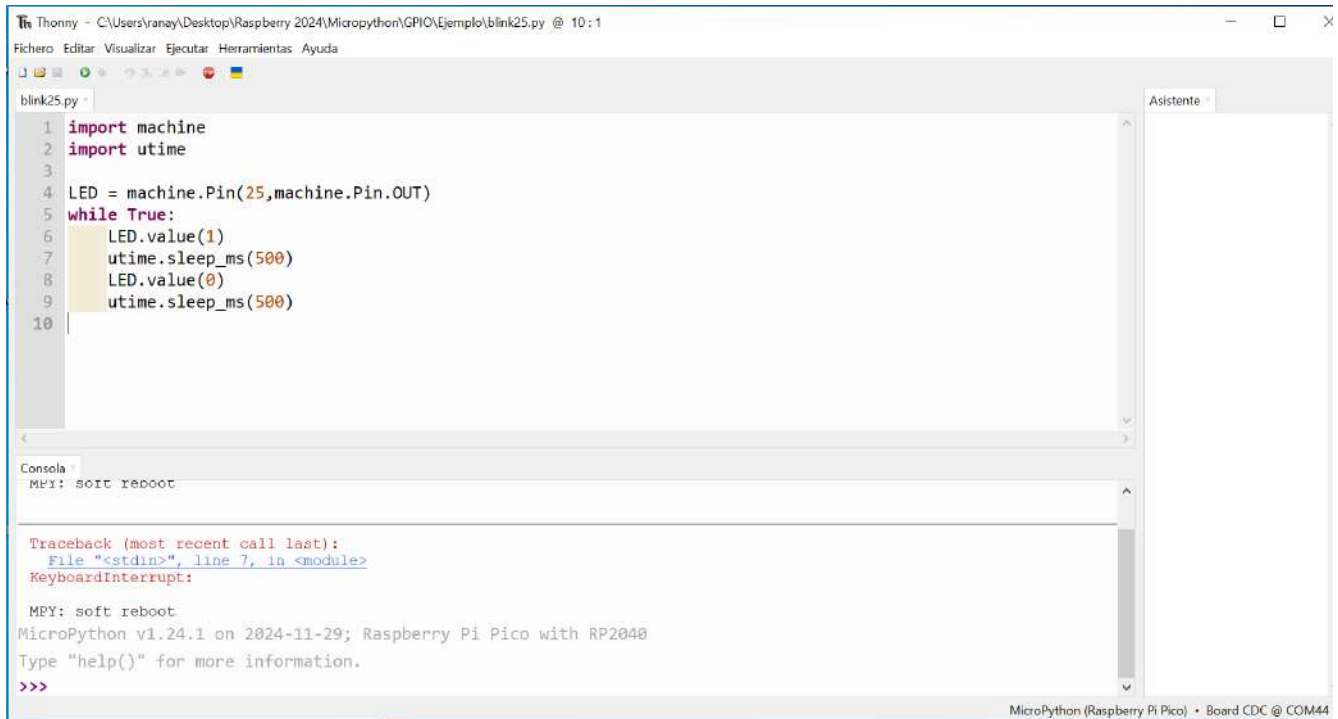 Thonny - C:\Users\ranay\Desktop\Raspberry 2024\Micropython\GPIO\Ejemplo\blink25.py @ 10:1
Fichero Editar Visualizar Ejecutar Herramientas Ayuda
blink25.py
1 import machine
2 import utime
3
4 LED = machine.Pin(25,machine.Pin.OUT)
5 while True:
6     LED.value(1)
7     utime.sleep_ms(500)
8     LED.value(0)
9     utime.sleep_ms(500)
10
Asistente
Consola
MPY: soft reboot
Traceback (most recent call last):
  File "<stdin>", line 7, in <module>
KeyboardInterrupt:
MPY: soft reboot
MicroPython v1.24.1 on 2024-11-29; Raspberry Pi Pico with RP2040
Type "help()" for more information.
>>>
MicroPython (Raspberry Pi Pico) • Board CDC @ COM44